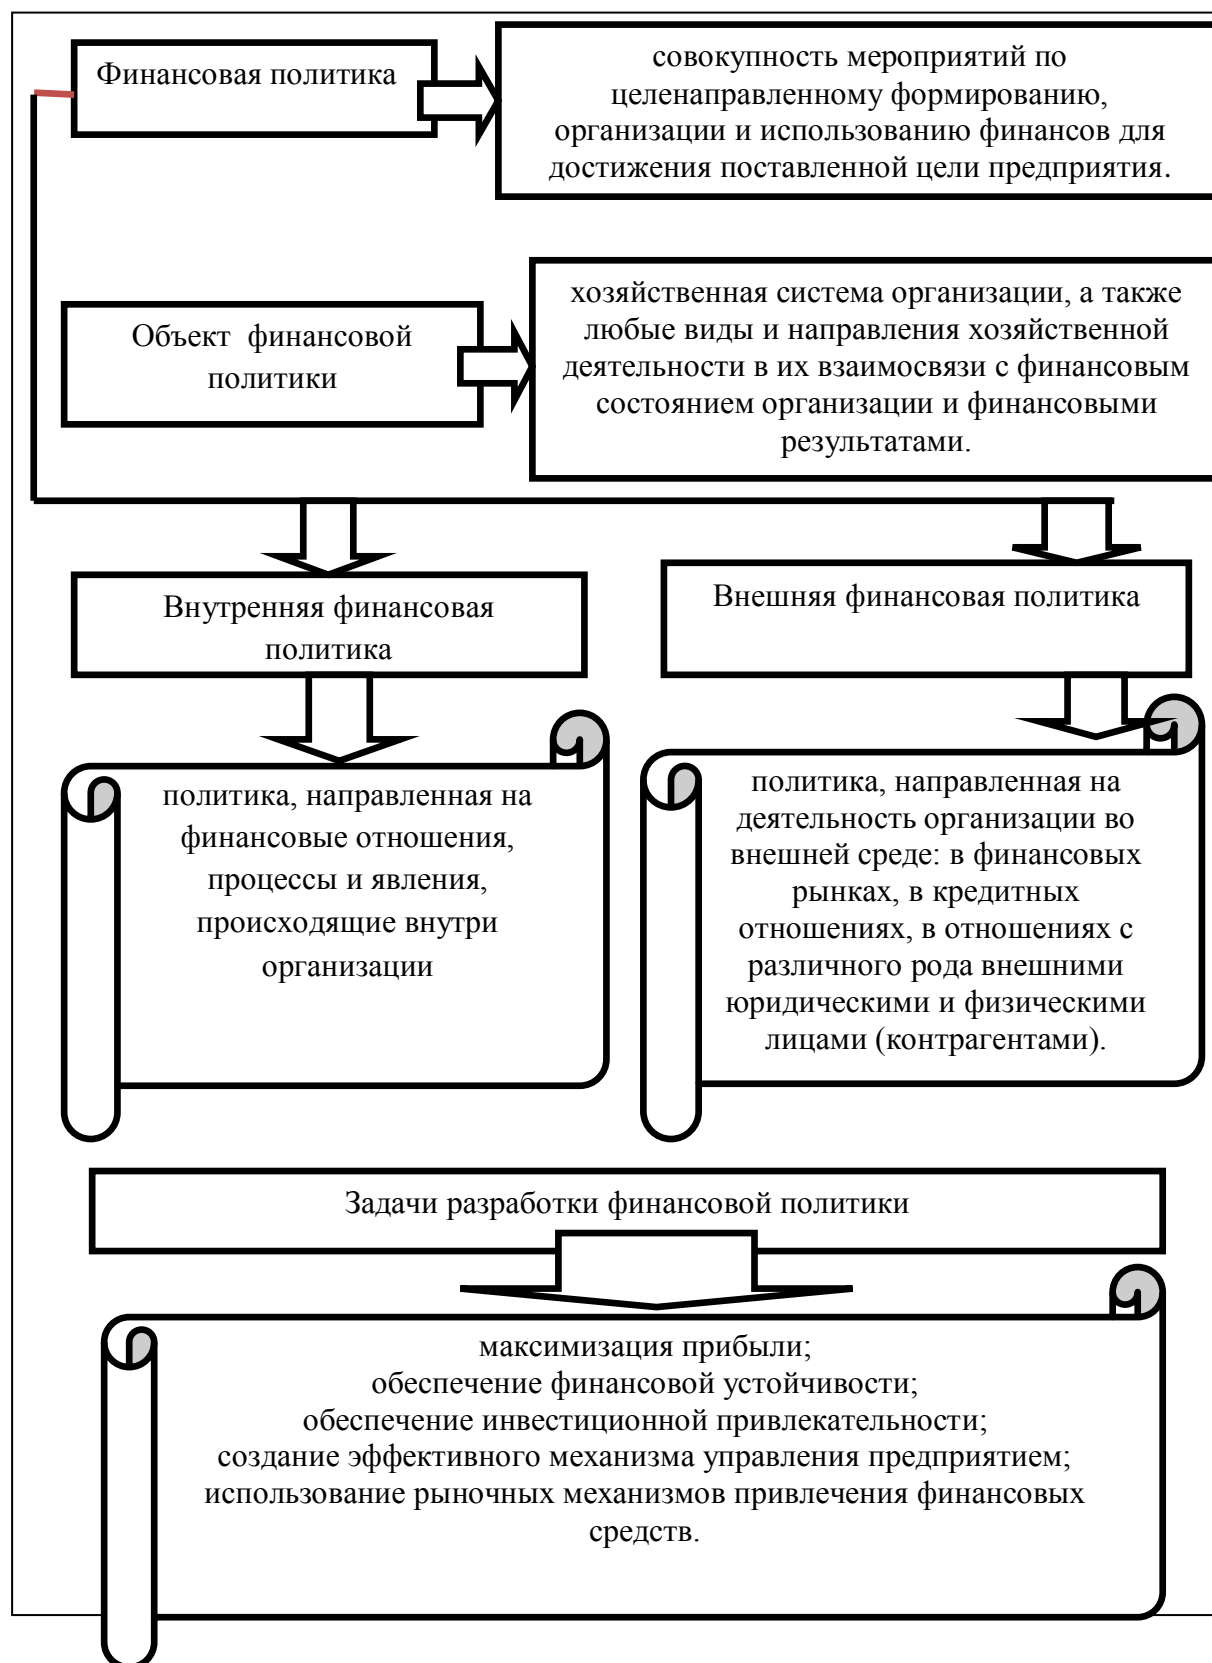 Финансовая политика
совокупность мероприятий по
целенаправленному формированию,
организации и использованию финансов для
достижения поставленной цели предприятия.
Объект финансовой
политики
хозяйственная система организации, а также
любые виды и направления хозяйственной
деятельности в их взаимосвязи с финансовым
состоянием организации и финансовыми
результатами.
Внутренняя финансовая
политика
Внешняя финансовая политика
политика, направленная на
финансовые отношения,
процессы и явления,
происходящие внутри
организации
политика, направленная на
деятельность организации во
внешней среде: в финансовых
рынках, в кредитных
отношениях, в отношениях с
различного рода внешними
юридическими и физическими
лицами (контрагентами).
Задачи разработки финансовой политики
максимизация прибыли;
обеспечение финансовой устойчивости;
обеспечение инвестиционной привлекательности;
создание эффективного механизма управления предприятием;
использование рыночных механизмов привлечения финансовых
средств.